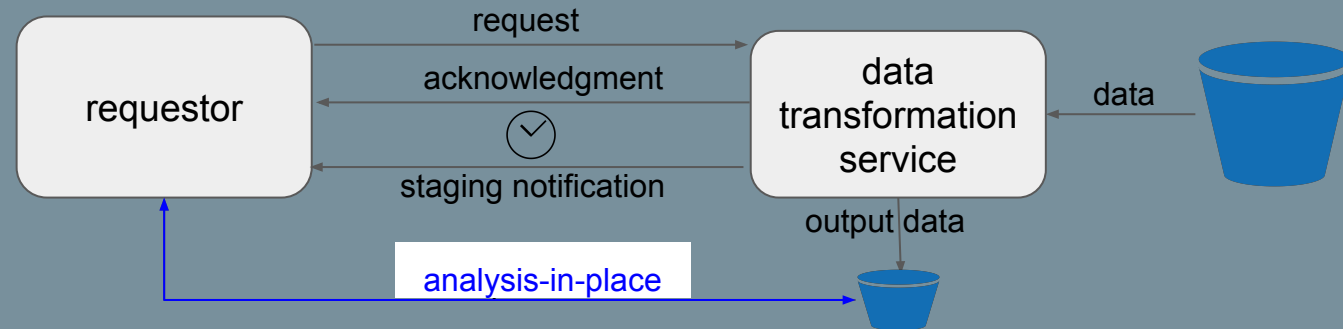 request
acknowledgment
requestor
data
transformation
service
data
staging notification
output data
analysis-in-place